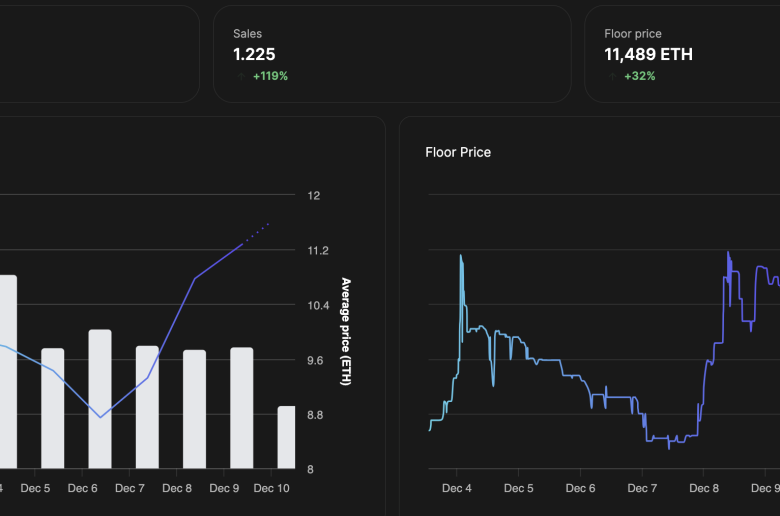 Sales
1.225
+119%
Floor price
11,489 ETH
+32%
12
11.2
10.4
9.6
8.8
8
Average price (ETH)
4
Dec 5
Dec 6
Dec 7
Dec 8
Dec 9
Dec 10
Floor Price
Dec 4
Dec 5
Dec 6
Dec 7
Dec 8
Dec 9